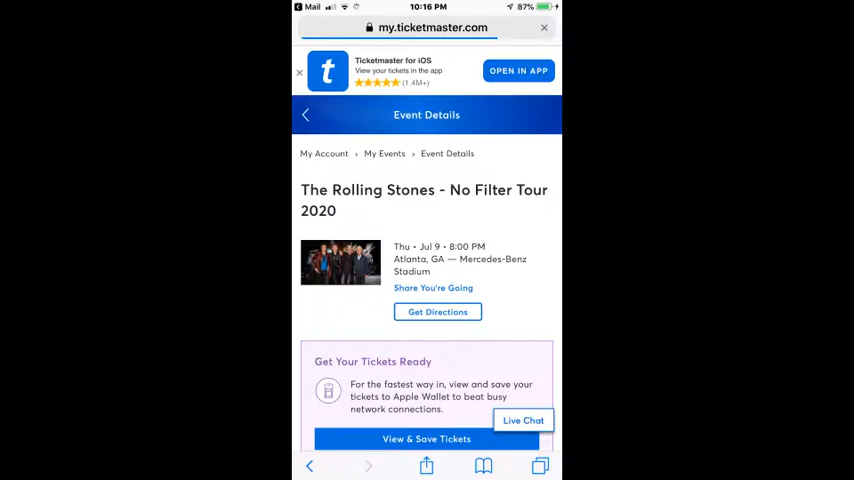 Mail 10:16 PM 87%
my.ticketmaster.com
Ticketmaster for iOS
View your tickets in the app
(1.4M+)
OPEN IN APP
t
Event Details
My Account › My Events › Event Details
The Rolling Stones - No Filter Tour
2020
Thu • Jul 9 • 8:00 PM
Atlanta, GA — Mercedes-Benz
Stadium
Share You're Going
Get Directions
Get Your Tickets Ready
For the fastest way in, view and save your
tickets to Apple Wallet to beat busy
network connections.
Live Chat
View & Save Tickets